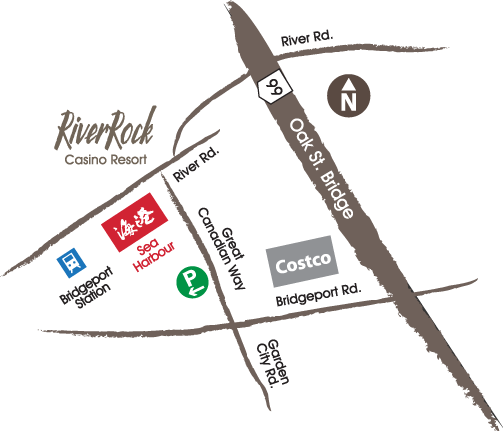 River Rd.
99
N
RiverRock
Casino Resort
Oak St. Bridge
River Rd.
海港
Sea
Harbour
Great
Canadian Way
Costco
Bridgeport
Station
P
Bridgeport Rd.
Garden
City Rd.